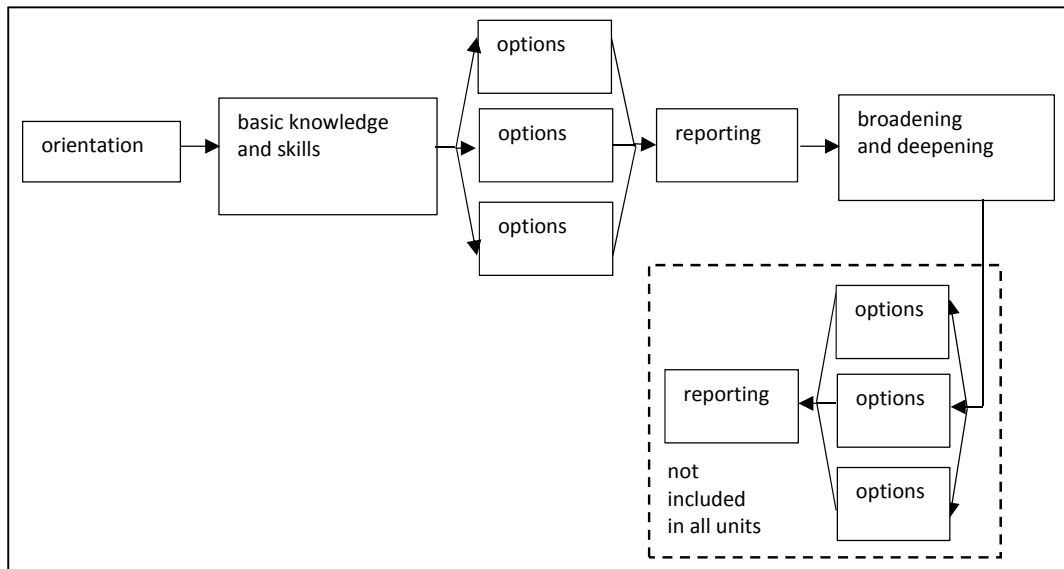 orientation
basic knowledge
and skills
options
options
options
reporting
broadening
and deepening
options
options
options
reporting
not
included
in all units